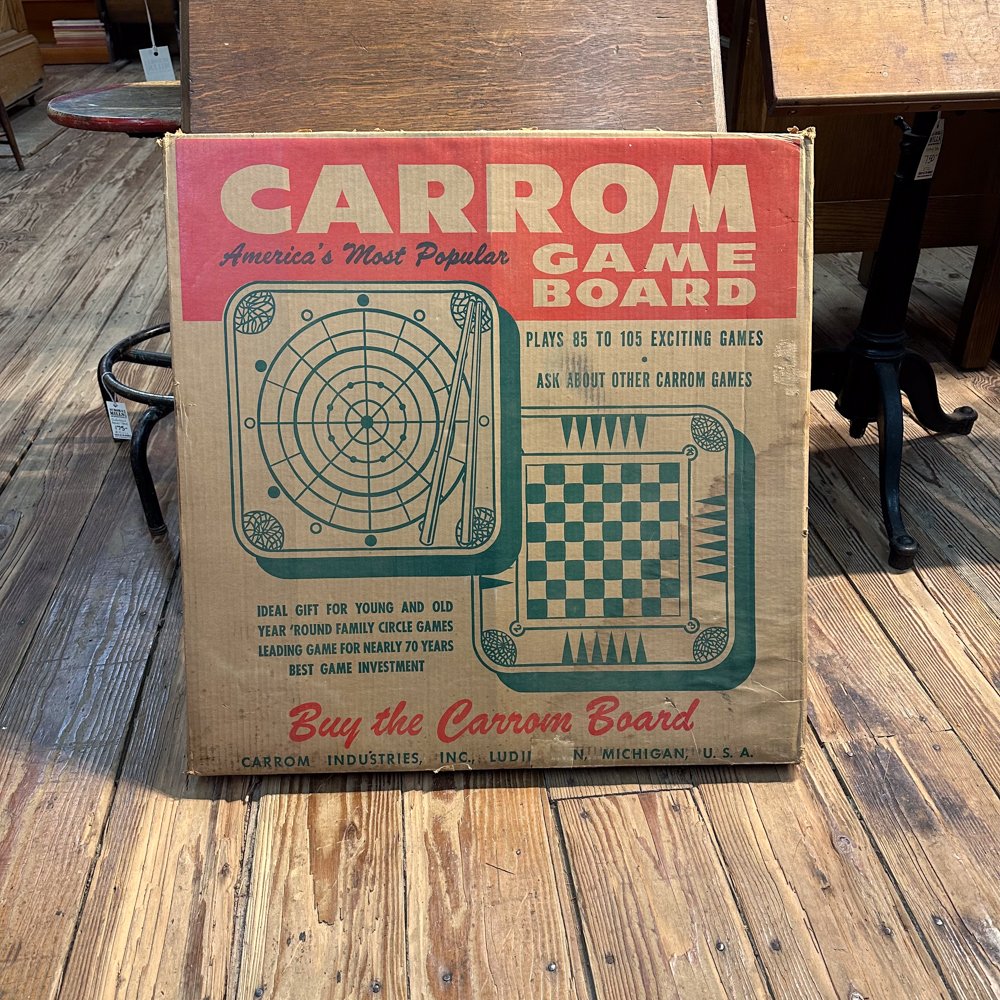 CARROM
America's Most Popular
GAME
BOARD
PLAYS 85 TO 105 EXCITING GAMES
•
ASK ABOUT OTHER CARROM GAMES
IDEAL GIFT FOR YOUNG AND OLD
YEAR 'ROUND FAMILY CIRCLE GAMES
LEADING GAME FOR NEARLY 70 YEARS
BEST GAME INVESTMENT
Buy the Carrom Board
CARROM INDUSTRIES, INC., MICHIGAN, U. S. A.